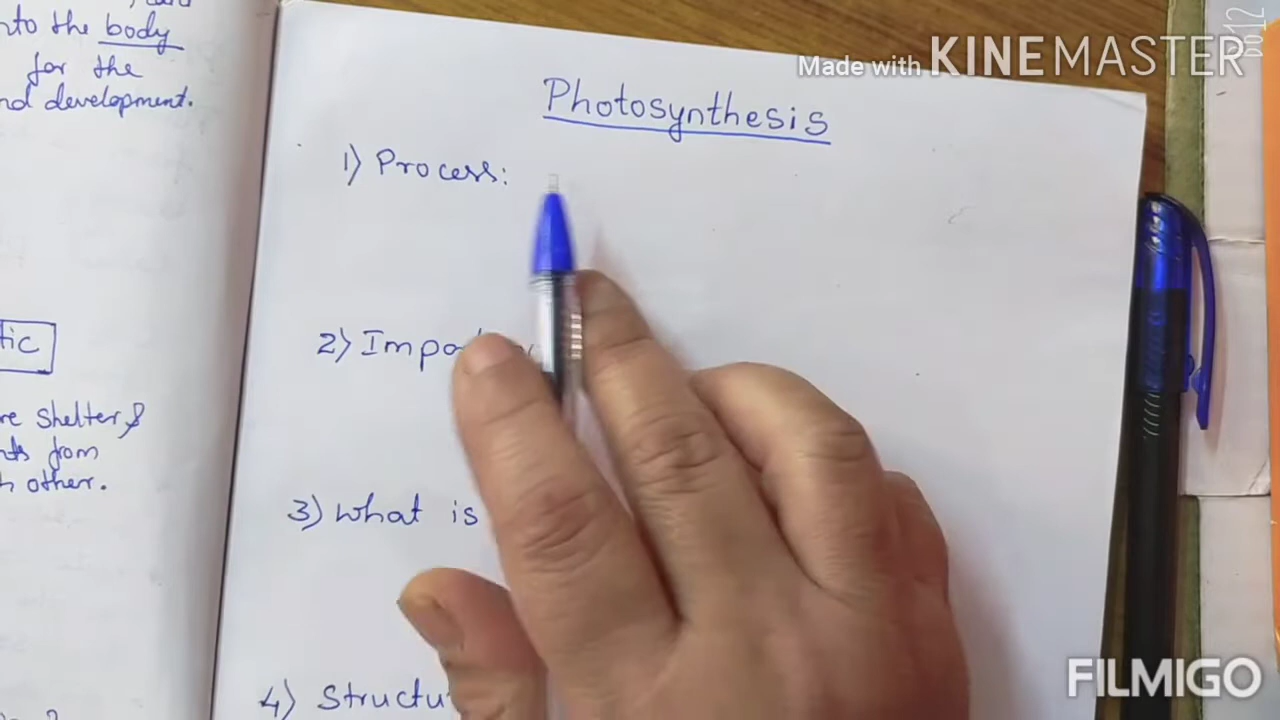 nto the body
for the
nd development.
tic
re shelter &
nts from
h other.
Made with KINEMASTER
Photosynthesis
1) Process:
2) Impo
3) What is
4) Structu
FILMIGO